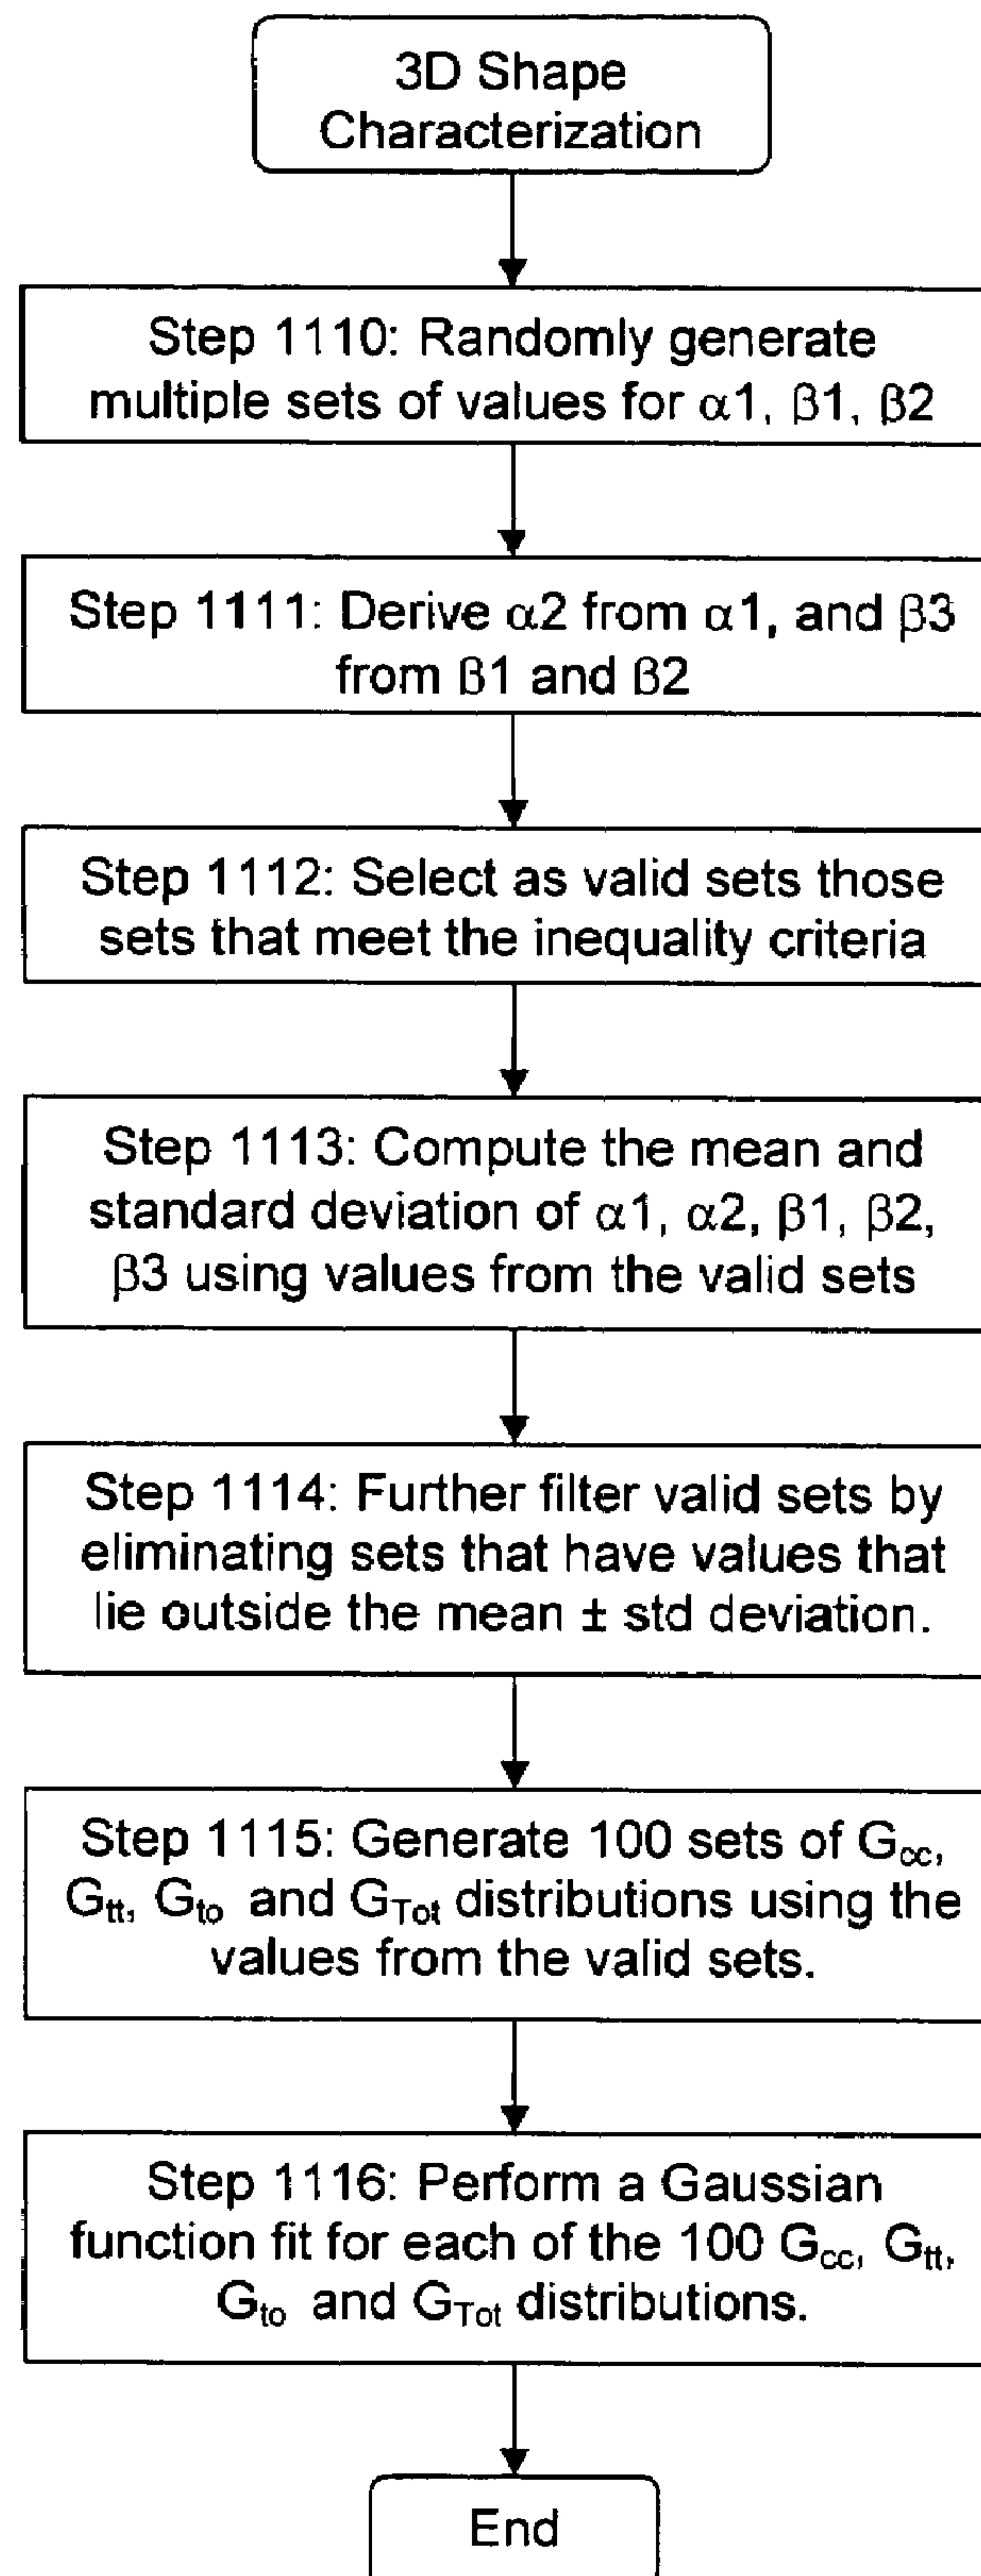 3D Shape
Characterization
Step 1110: Randomly generate
multiple sets of values for α1, β1, β2
Step 1111: Derive α2 from α1, and β3
from β1 and β2
Step 1112: Select as valid sets those
sets that meet the inequality criteria
Step 1113: Compute the mean and
standard deviation of α1, α2, β1, β2,
β3 using values from the valid sets
Step 1114: Further filter valid sets by
eliminating sets that have values that
lie outside the mean ± std deviation.
Step 1115: Generate 100 sets of Gcc,
Gtt, Gto and GTot distributions using the
values from the valid sets.
Step 1116: Perform a Gaussian
function fit for each of the 100 Gcc, Gtt,
Gto and GTot distributions.
End